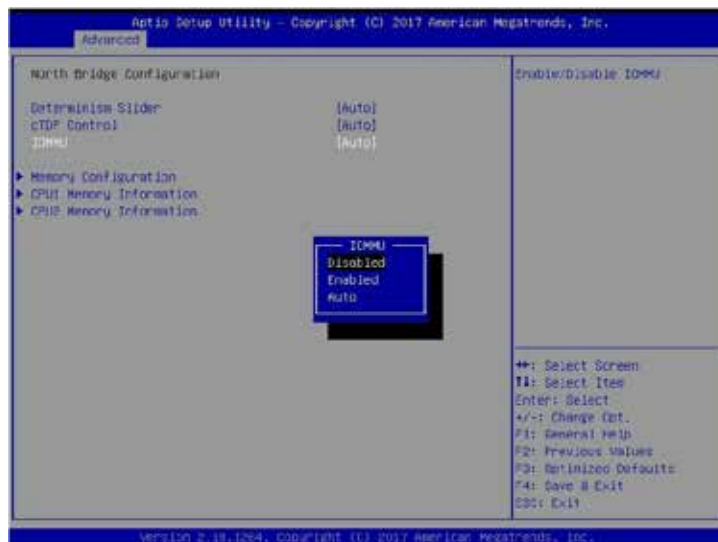 Aptio Setup Utility - Copyright (C) 2017 American Megatrends, Inc.
Advanced
North Bridge Configuration
Enable/Disable IOMMU
Determinism Slider [Auto]
cTDP Control [Auto]
IOMMU [Auto]
Memory Configuration
CPU1 Memory Information
CPU2 Memory Information
IOMMU
Disabled
Enabled
Auto
: Select Screen
: Select Item
Enter: Select
+/-: Change Opt.
F1: General Help
F2: Previous Values
F3: Optimized Defaults
F4: Save & Exit
ESC: Exit
Version 2.18.1264. Copyright (C) 2017 American Megatrends, Inc.